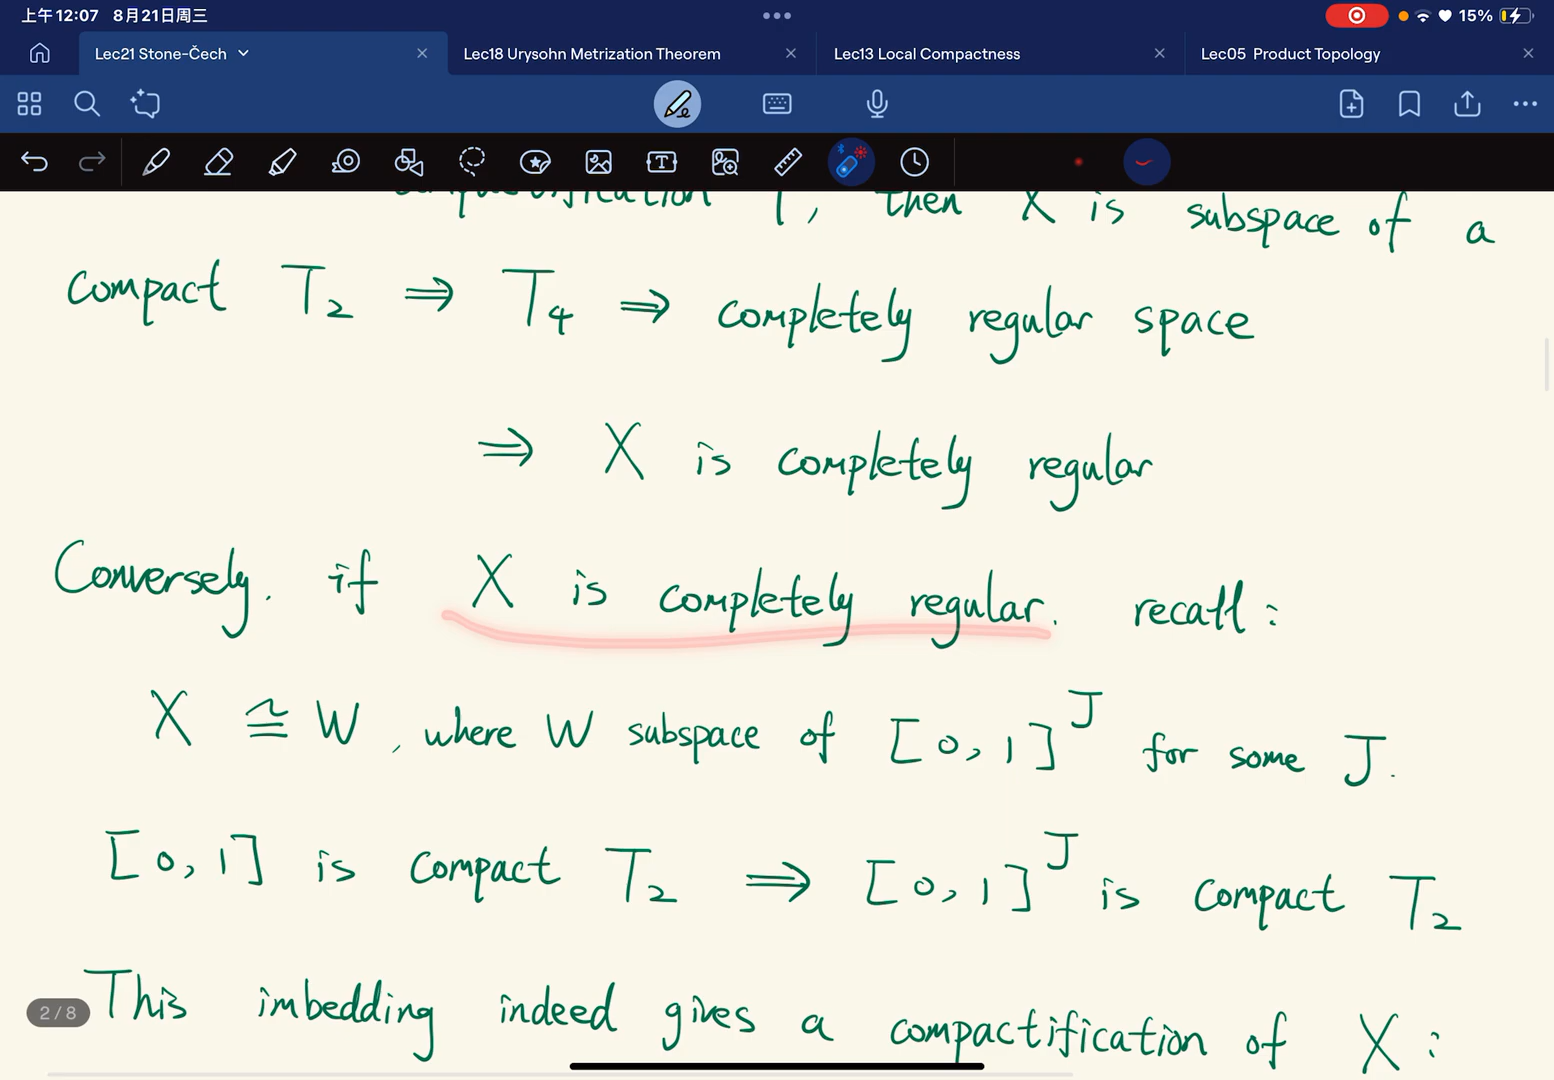 上午12:07 8月21日周三
15%
Lec21 Stone-Čech
Lec18 Urysohn Metrization Theorem
Lec13 Local Compactness
Lec05 Product Topology
compactification Y, then X is subspace of a
compact T₂ ⇒ T₄ ⇒ completely regular space
⇒ X is completely regular
Conversely. if X is completely regular. recall:
X ≅ W, where W subspace of [0,1]^J for some J.
[0,1] is compact T₂ ⇒ [0,1]^J is compact T₂
This imbedding indeed gives a compactification of X:
2 / 8